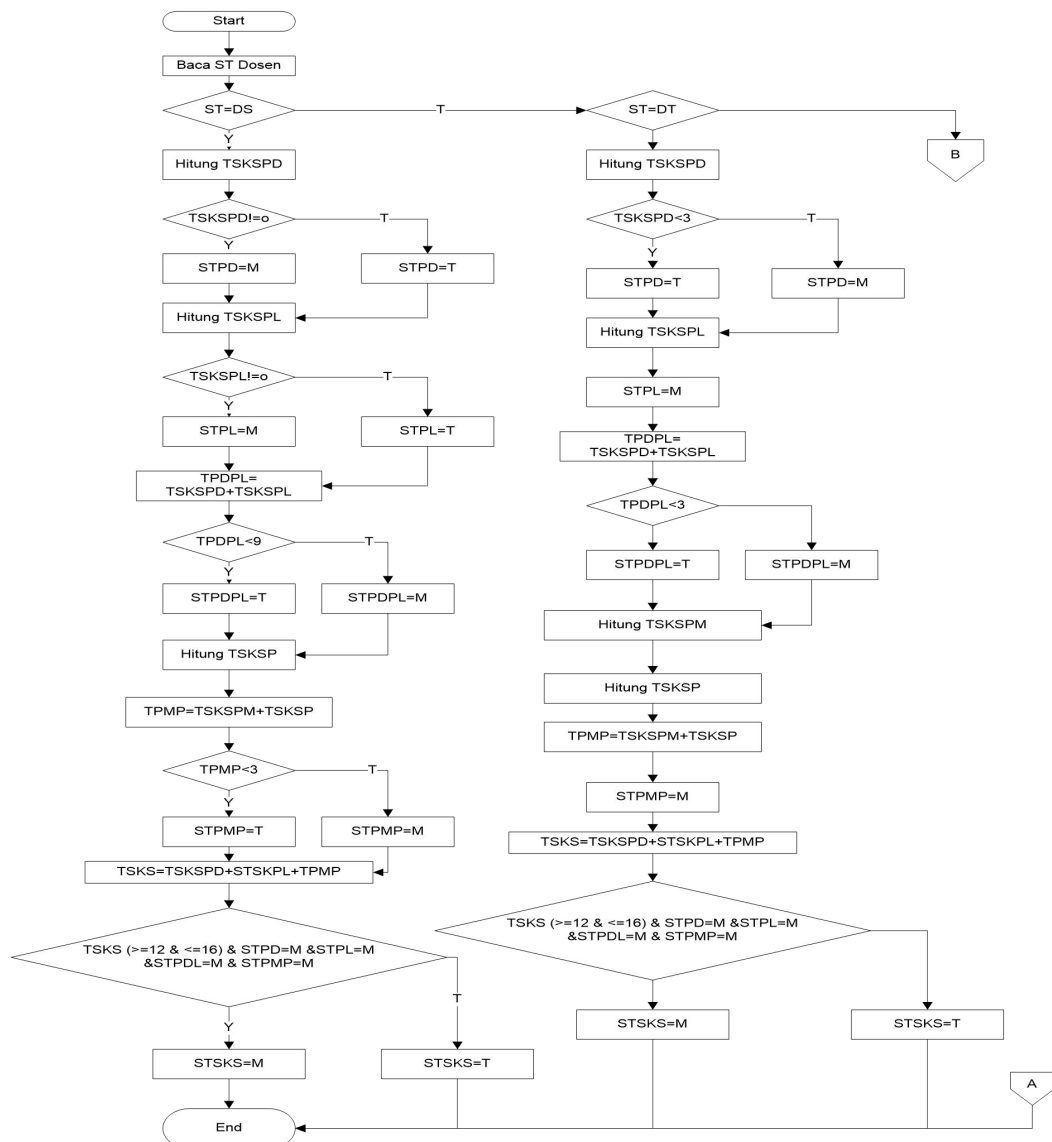 Start
Baca ST Dosen
ST=DS
T
ST=DT
Y
B
Hitung TSKSPD
Hitung TSKSPD
TSKSPD!=o
T
TSKSPD<3
T
Y
Y
STPD=M
STPD=T
STPD=T
STPD=M
Hitung TSKSPL
Hitung TSKSPL
TSKSPL!=o
T
STPL=M
Y
STPL=M
STPL=T
TPDPL=
TSKSPD+TSKSPL
TPDPL=
TSKSPD+TSKSPL
TPDPL<3
TPDPL<9
T
Y
STPDPL=T
STPDPL=M
STPDPL=T
STPDPL=M
Hitung TSKSPM
Hitung TSKSP
Hitung TSKSP
TPMP=TSKSPM+TSKSP
TPMP=TSKSPM+TSKSP
TPMP<3
T
STPMP=M
Y
STPMP=T
STPMP=M
TSKS=TSKSPD+STSKPL+TPMP
TSKS=TSKSPD+STSKPL+TPMP
TSKS (>=12 & <=16) & STPD=M &STPL=M
&STPDL=M & STPMP=M
TSKS (>=12 & <=16) & STPD=M &STPL=M
&STPDL=M & STPMP=M
T
Y
STSKS=M
STSKS=T
STSKS=M
STSKS=T
A
End